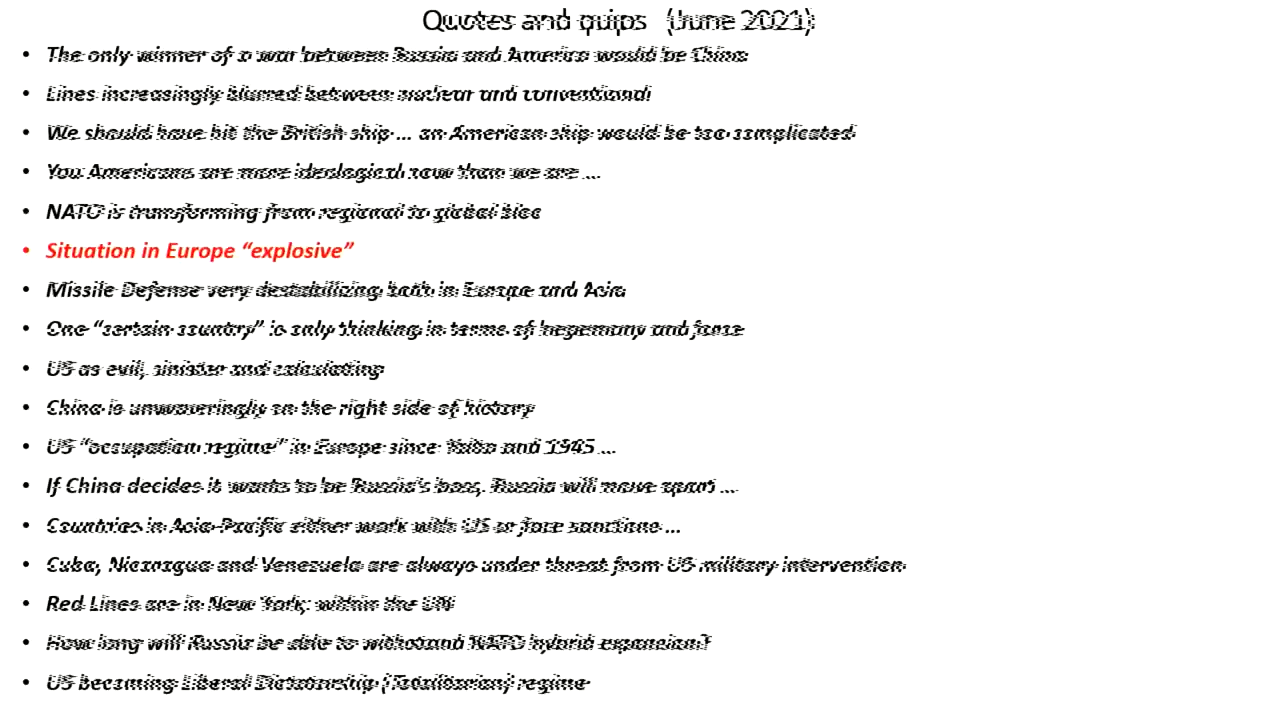 Quotes and quips (June 2021)
• The only winner of a war between Russia and America would be China
• Lines increasingly blurred between nuclear and conventional!
• We should have hit the British ship ... an American ship would be too complicated
• You Americans are more ideological now than we are ...
• NATO is transforming from regional to global bloc
• Situation in Europe “explosive”
• Missile Defense very destabilizing both in Europe and Asia
• One “certain country” is only thinking in terms of hegemony and force
• US as evil, sinister and calculating
• China is unwaveringly on the right side of history
• US “occupation regime” in Europe since Yalta and 1945 ...
• If China decides it wants to be Russia's boss, Russia will move apart ...
• Countries in Asia-Pacific either work with US or face sanctions ...
• Cuba, Nicaragua and Venezuela are always under threat from US military intervention
• Red Lines are in New York; within the UN
• How long will Russia be able to withstand NATO hybrid expansion?
• US becoming Liberal Dictatorship (Totalitarian) regime